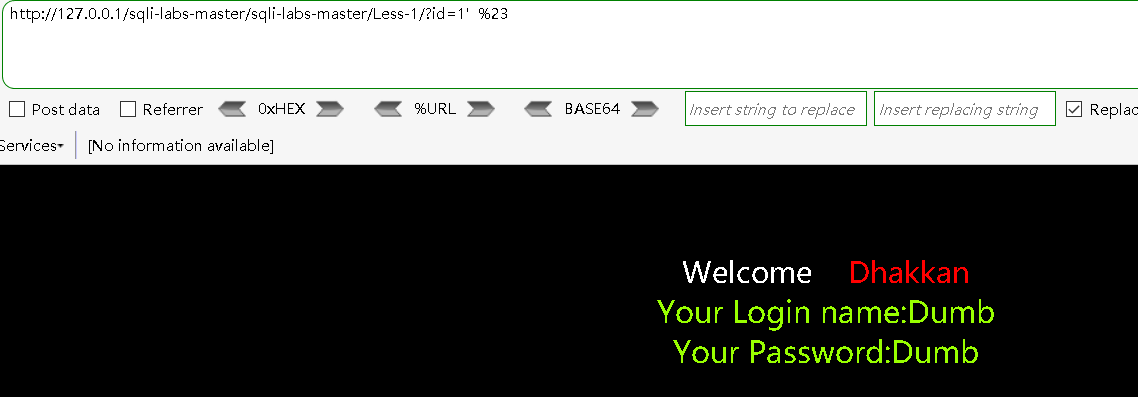 http://127.0.0.1/sqli-labs-master/sqli-labs-master/Less-1/?id=1'  %23
Post data Referrer 0xHEX %URL BASE64 Insert string to replace Insert replacing string Replac
Services [No information available]
Welcome Dhakkan
Your Login name:Dumb
Your Password:Dumb